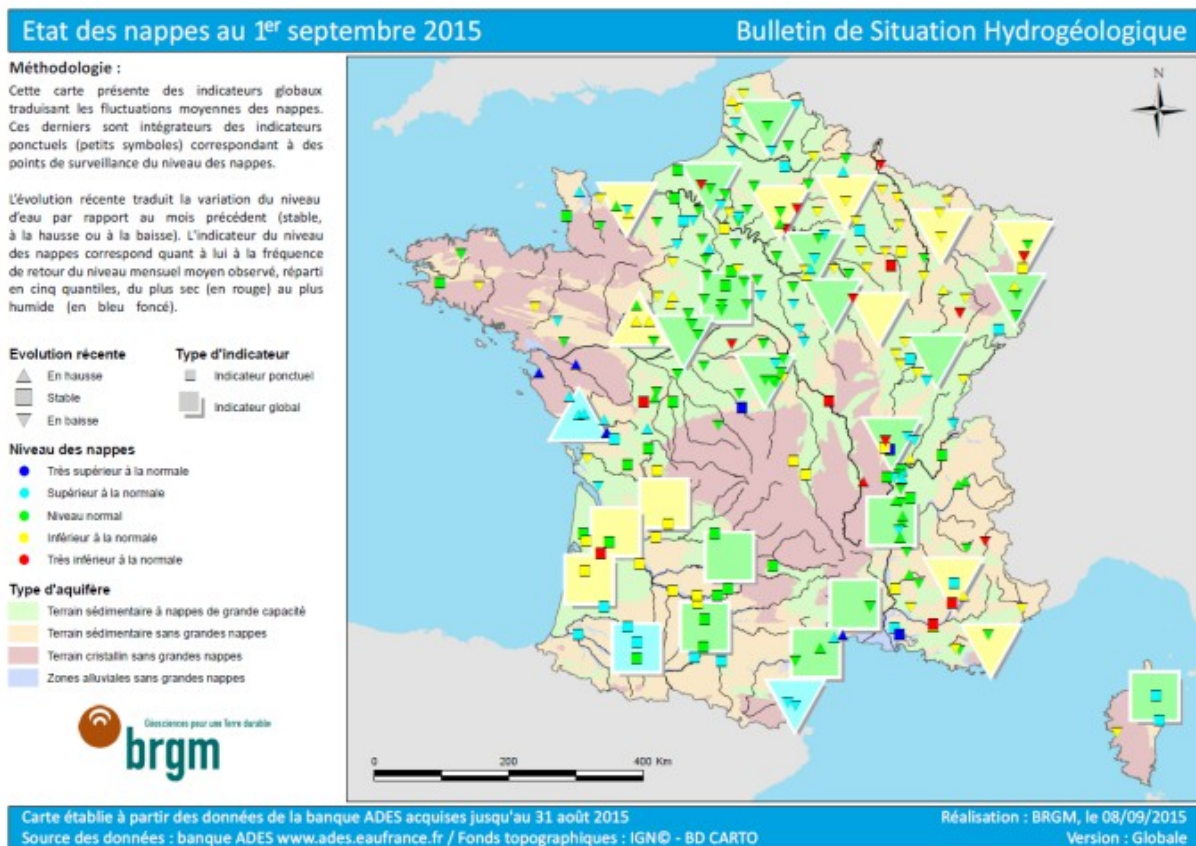 Etat des nappes au 1er septembre 2015
Bulletin de Situation Hydrogéologique
Méthodologie :
Cette carte présente des indicateurs globaux
traduisant les fluctuations moyennes des nappes.
Ces derniers sont intégrateurs des indicateurs
ponctuels (petits symboles) correspondant à des
points de surveillance du niveau des nappes.
L'évolution récente traduit la variation du niveau
d'eau par rapport au mois précédent (stable,
à la hausse ou à la baisse). L'indicateur du niveau
des nappes correspond quant à lui à la fréquence
de retour du niveau mensuel moyen observé, réparti
en cinq quantiles, du plus sec (en rouge) au plus
humide (en bleu foncé).
Evolution récente
En hausse
Stable
En baisse
Type d'indicateur
Indicateur ponctuel
Indicateur global
Niveau des nappes
Très supérieur à la normale
Supérieur à la normale
Niveau normal
Inférieur à la normale
Très inférieur à la normale
Type d'aquifère
Terrain sédimentaire à nappes de grande capacité
Terrain sédimentaire sans grandes nappes
Terrain cristallin sans grandes nappes
Zones alluviales sans grandes nappes
Géosciences pour une Terre durable
brgm
N
0 200 400 Km
Carte établie à partir des données de la banque ADES acquises jusqu'au 31 août 2015
Source des données : banque ADES www.ades.eaufrance.fr / Fonds topographiques : IGN© - BD CARTO
Réalisation : BRGM, le 08/09/2015
Version : Globale